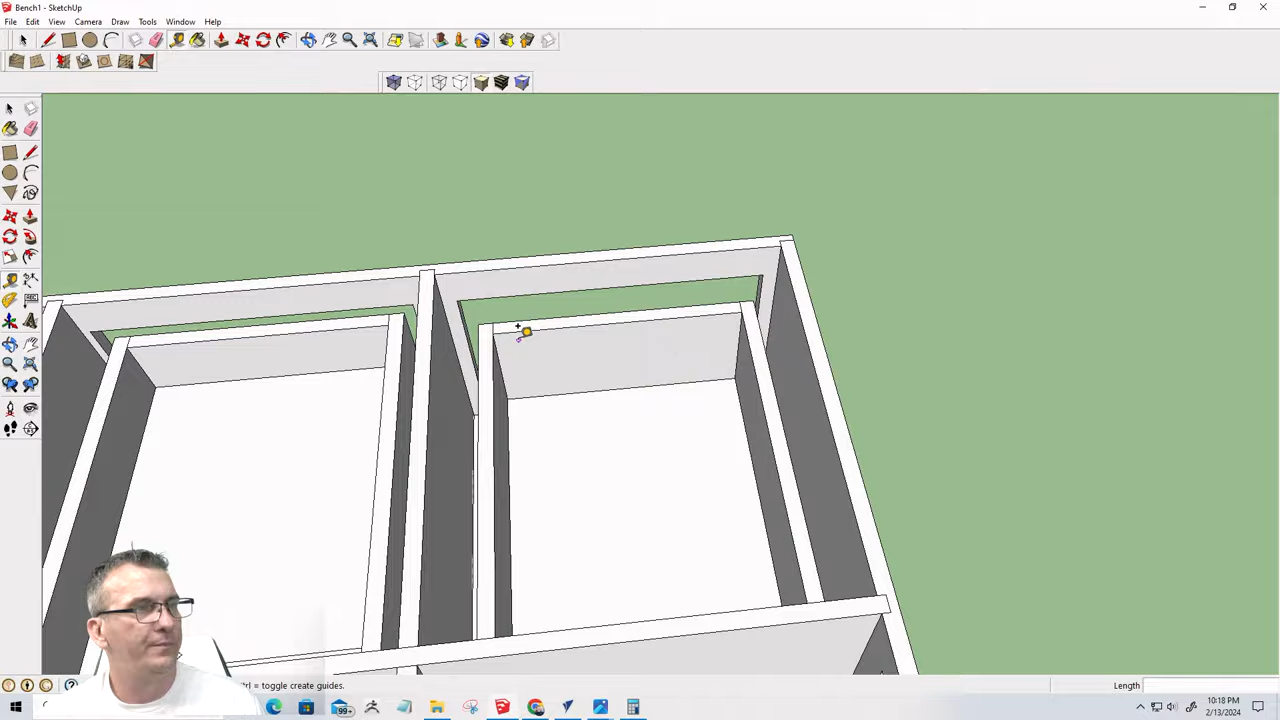 Bench1 - SketchUp
File Edit View Camera Draw Tools Window Help
trl = toggle create guides.
Length
99+
10:18 PM
2/13/2024